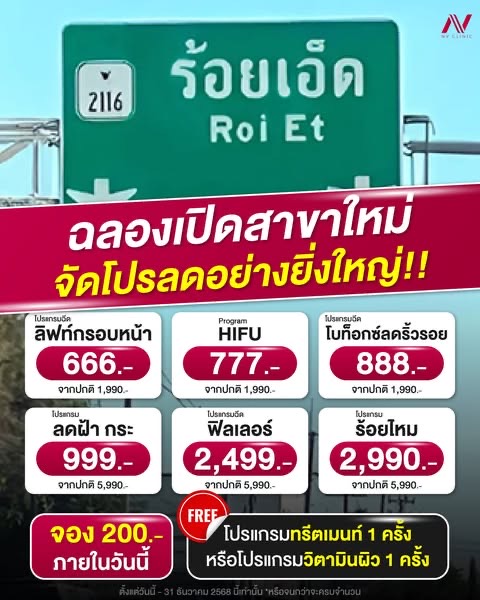 NV CLINIC
2116
ร้อยเอ็ด
Roi Et
ฉลองเปิดสาขาใหม่
จัดโปรลดอย่างยิ่งใหญ่!!
โปรแกรมฉีด
ลิฟท์กรอบหน้า
666.-
จากปกติ 1,990.-
Program
HIFU
777.-
จากปกติ 1,990.-
โปรแกรมฉีด
โบท็อกซ์ลดริ้วรอย
888.-
จากปกติ 1,990.-
โปรแกรม
ลดฝ้า กระ
999.-
จากปกติ 5,990.-
โปรแกรมฉีด
ฟิลเลอร์
2,499.-
จากปกติ 5,990.-
โปรแกรม
ร้อยไหม
2,990.-
จากปกติ 5,990.-
จอง 200.-
ภายในวันนี้
FREE
โปรแกรมทรีตเมนท์ 1 ครั้ง
หรือโปรแกรมวิตามินผิว 1 ครั้ง
ตั้งแต่วันนี้ - 31 ธันวาคม 2568 นี้เท่านั้น *หรือจนกว่าจะครบจำนวน